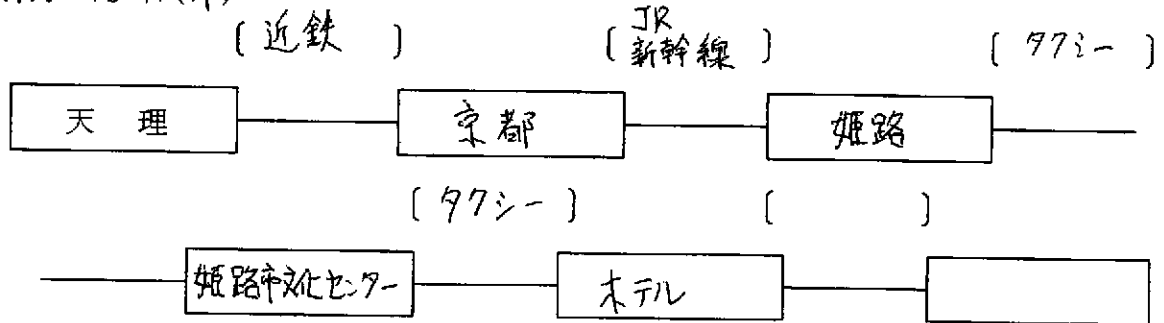 〔 近鉄 〕 〔 JR 新幹線 〕 〔 タクシー 〕
天理 京都 姫路
〔 タクシー 〕 〔 〕
姫路市文化センター ホテル